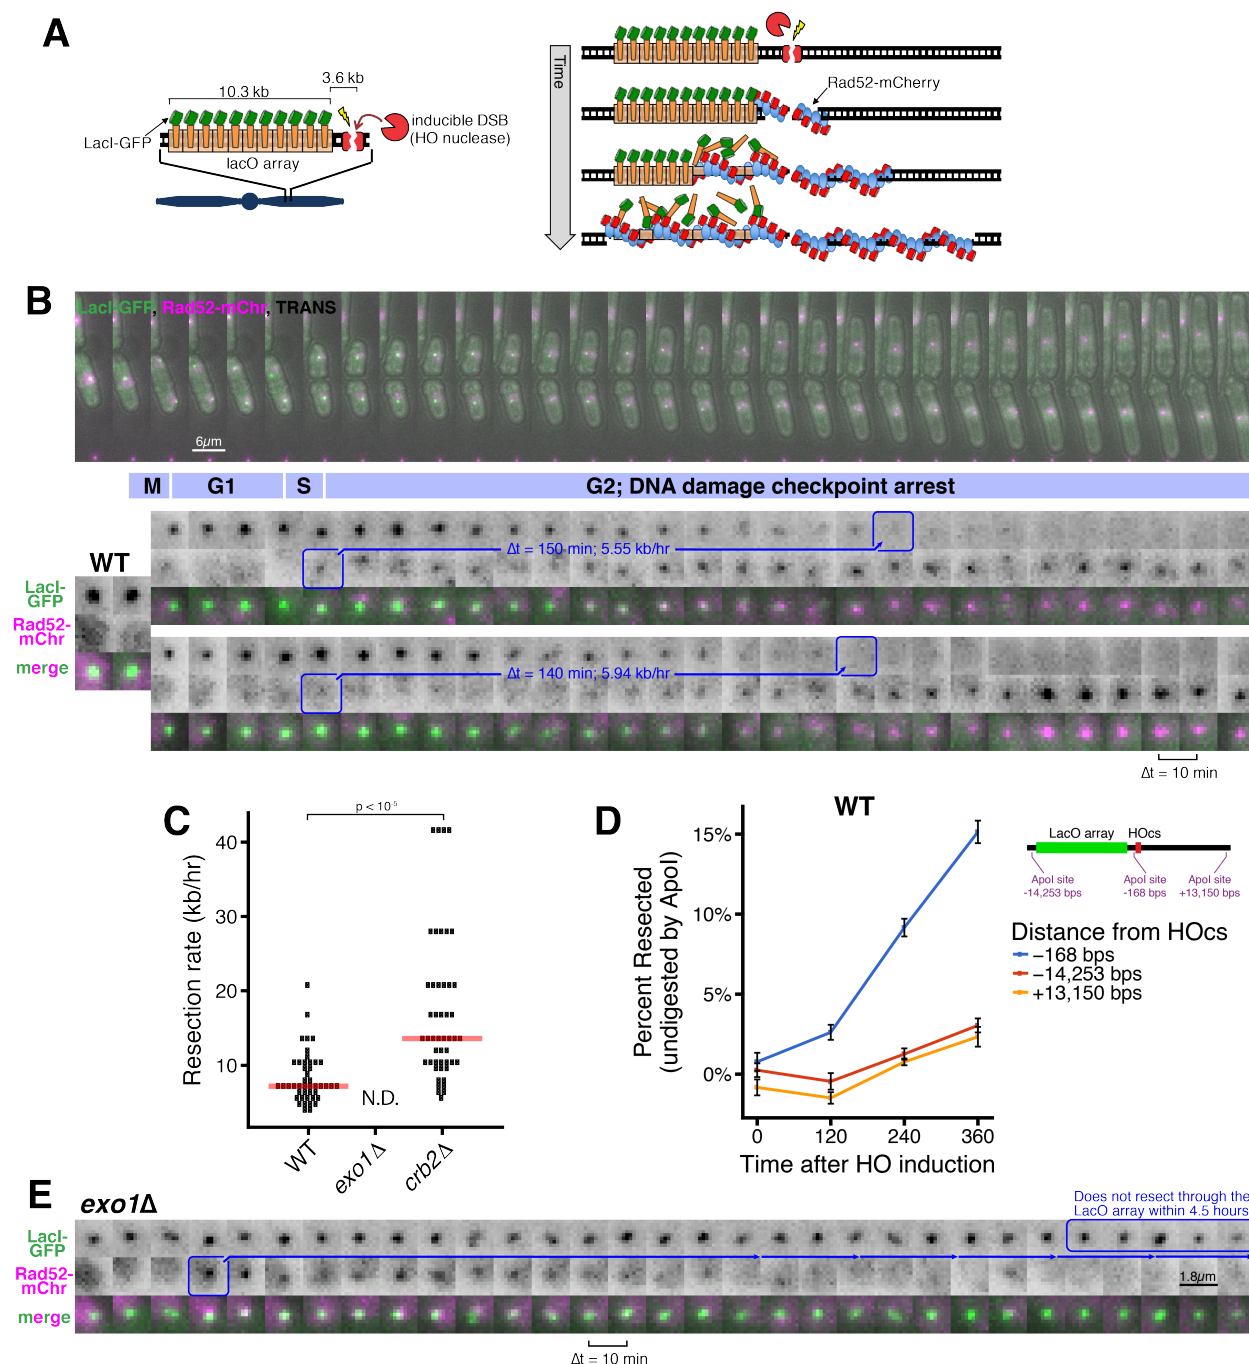 A
10.3 kb
3.6 kb
LacI-GFP
lacO array
inducible DSB
(HO nuclease)
Time
Rad52-mCherry
B
LacI-GFP, Rad52-mChr, TRANS
6µm
M
G1
S
G2; DNA damage checkpoint arrest
WT
LacI-
GFP
Rad52-
mChr
merge
Δt = 150 min; 5.55 kb/hr
Δt = 140 min; 5.94 kb/hr
Δt = 10 min
C
p < 10-5
Resection rate (kb/hr)
40
30
20
10
N.D.
WT
exo1Δ
crb2Δ
D
WT
Percent Resected
(undigested by ApoI)
15%
10%
5%
0%
0
120
240
360
Time after HO induction
LacO array
HOcs
ApoI site
-14,253 bps
ApoI site
-168 bps
ApoI site
+13,150 bps
Distance from HOcs
−168 bps
−14,253 bps
+13,150 bps
E
exo1Δ
Does not resect through the
LacO array within 4.5 hours
LacI-
GFP
Rad52-
mChr
merge
1.8µm
Δt = 10 min